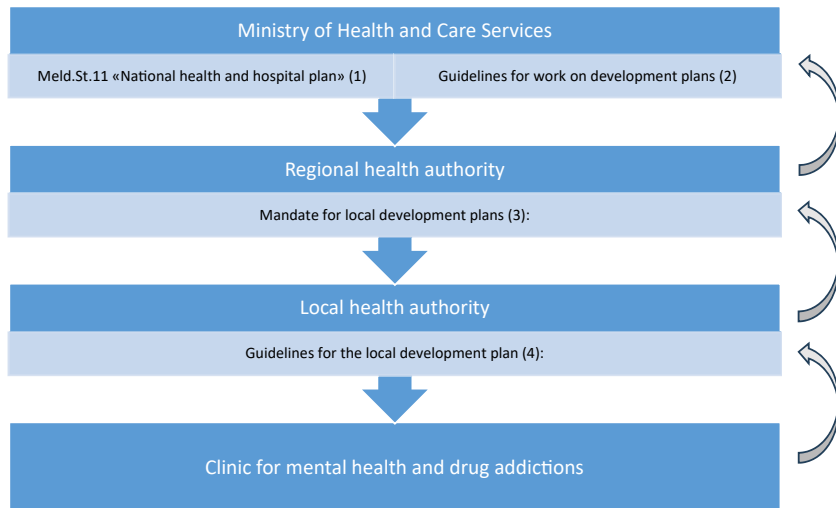 Ministry of Health and Care Services
Meld.St.11 «National health and hospital plan» (1)
Guidelines for work on development plans (2)
Regional health authority
Mandate for local development plans (3):
Local health authority
Guidelines for the local development plan (4):
Clinic for mental health and drug addictions